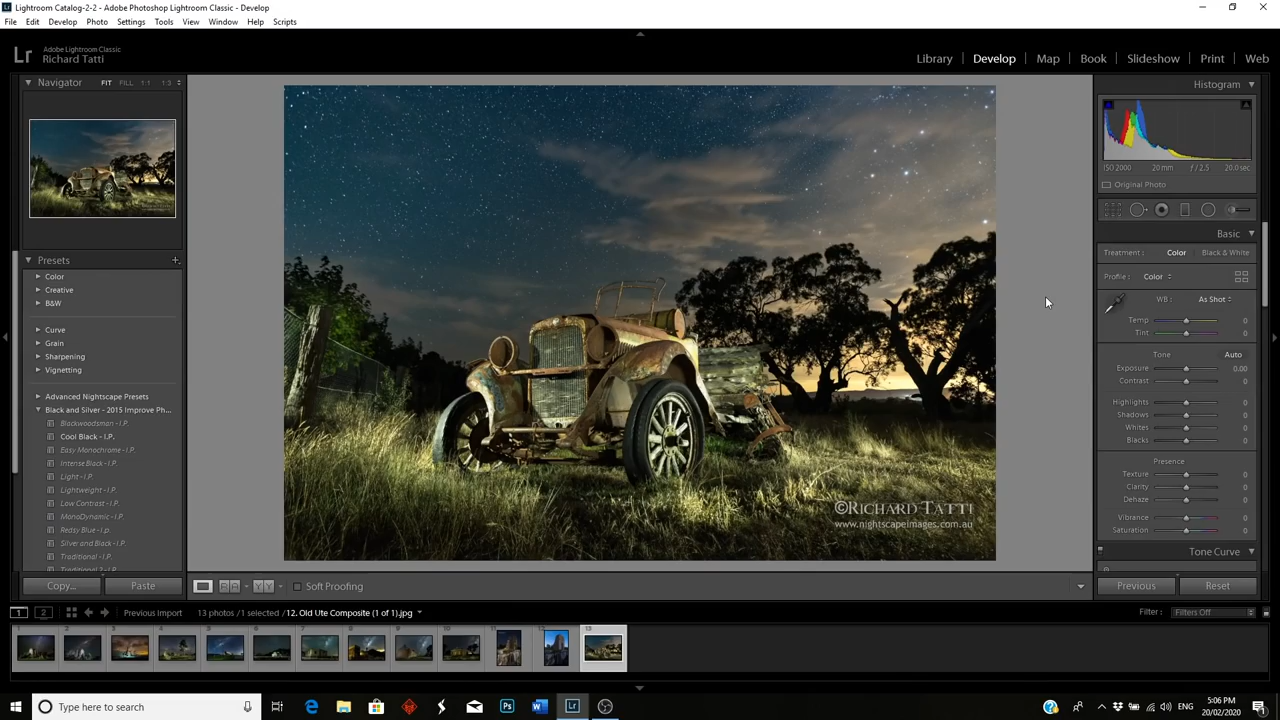 Lightroom Catalog-2-2 - Adobe Photoshop Lightroom Classic - Develop
File Edit Develop Photo Settings Tools View Window Help Scripts
Lr Adobe Lightroom Classic
Richard Tatti
Library | Develop | Map | Book | Slideshow | Print | Web
Navigator FIT FILL 1:1 1:3
Histogram
ISO 2000 20 mm f / 2.5 20.0 sec
Original Photo
Basic
Treatment : Color Black & White
Profile : Color
WB : As Shot
Temp 0
Tint 0
Tone Auto
Exposure 0.00
Contrast 0
Highlights 0
Shadows 0
Whites 0
Blacks 0
Presence
Texture 0
Clarity 0
Dehaze 0
Vibrance 0
Saturation 0
Tone Curve
Previous Reset
Presets +
Color
Creative
B&W
Curve
Grain
Sharpening
Vignetting
Advanced Nightscape Presets
Black and Silver - 2015 Improve Ph...
Blackwoodsman - I.P.
Cool Black - I.P.
Easy Monochrome - I.P.
Intense Black - I.P.
Light - I.P.
Lightweight - I.P.
Low Contrast - I.P.
MonoDynamic - I.P.
Redsy Blue - I.p.
Silver and Black - I.P.
Traditional - I.P.
Traditional 2 - I.P.
Copy... Paste
©Richard Tatti
www.nightscapeimages.com.au
Soft Proofing
1 2 Previous Import 13 photos / 1 selected / 12. Old Ute Composite (1 of 1).jpg Filter : Filters Off
Type here to search
ENG
5:06 PM
20/02/2020